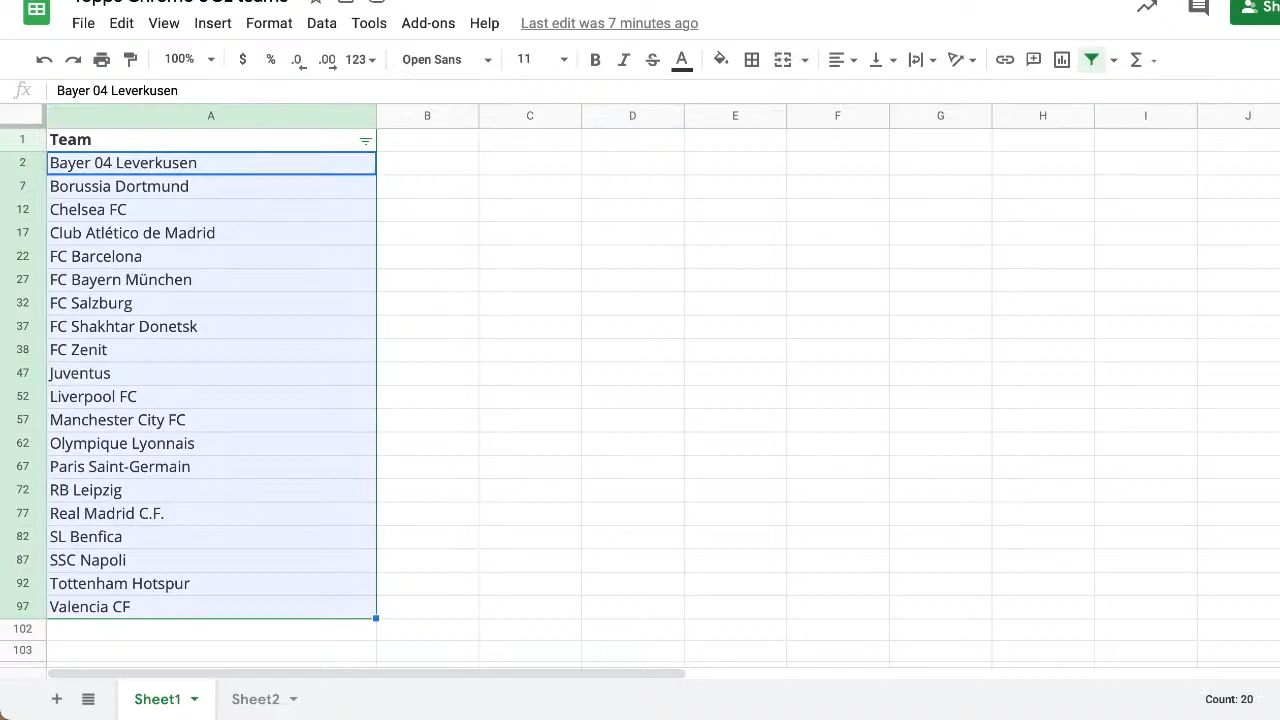 File Edit View Insert Format Data Tools Add-ons Help Last edit was 7 minutes ago
100% $ % .0 .00 123 Open Sans 11 B I S A Σ
fx Bayer 04 Leverkusen
A B C D E F G H I J
1 Team
2 Bayer 04 Leverkusen
7 Borussia Dortmund
12 Chelsea FC
17 Club Atlético de Madrid
22 FC Barcelona
27 FC Bayern München
32 FC Salzburg
37 FC Shakhtar Donetsk
38 FC Zenit
47 Juventus
52 Liverpool FC
57 Manchester City FC
62 Olympique Lyonnais
67 Paris Saint-Germain
72 RB Leipzig
77 Real Madrid C.F.
82 SL Benfica
87 SSC Napoli
92 Tottenham Hotspur
97 Valencia CF
102
103
+ Sheet1 Sheet2 Count: 20